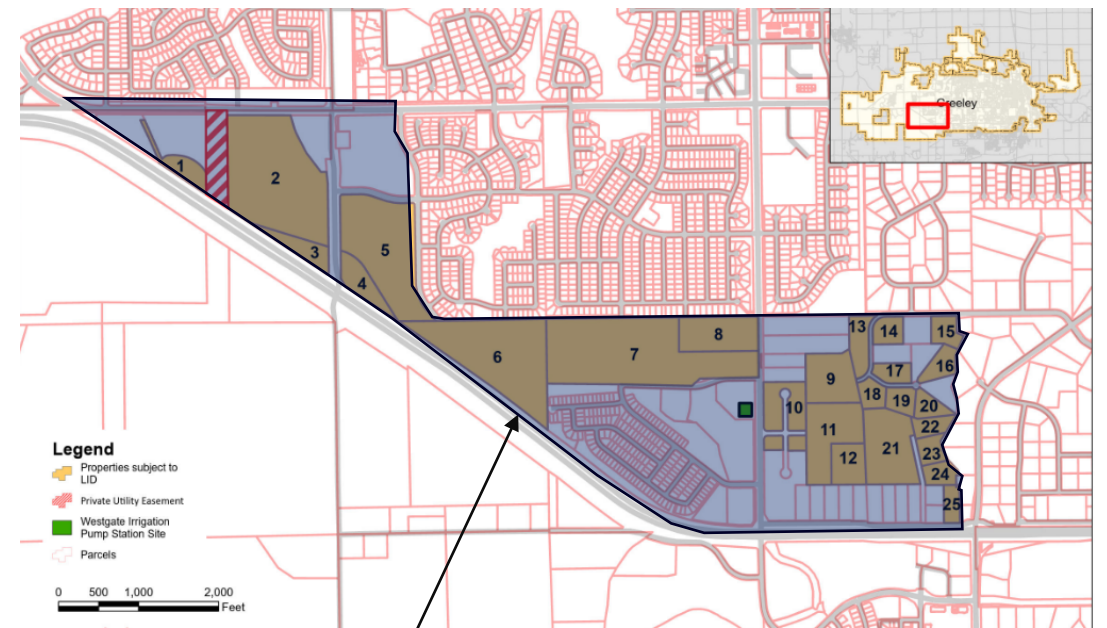 Greeley
1
2
3
4
5
6
7
8
9
10
11
12
13
14
15
16
17
18
19
20
21
22
23
24
25
Legend
Properties subject to
LID
Private Utility Easement
Westgate Irrigation
Pump Station Site
Parcels
0 500 1,000 2,000
Feet